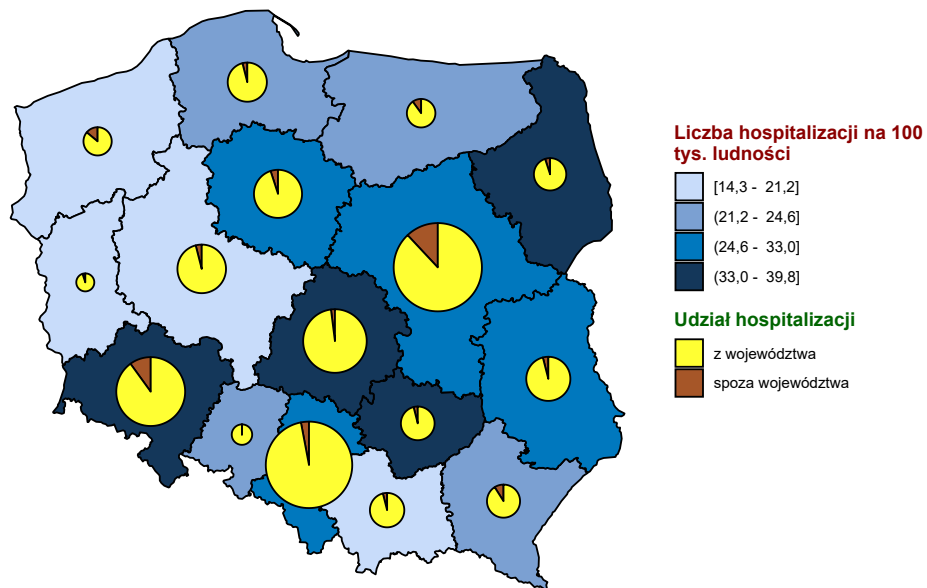 Liczba hospitalizacji na 100
tys. ludności
[14,3 - 21,2]
(21,2 - 24,6]
(24,6 - 33,0]
(33,0 - 39,8]
Udział hospitalizacji
z województwa
spoza województwa